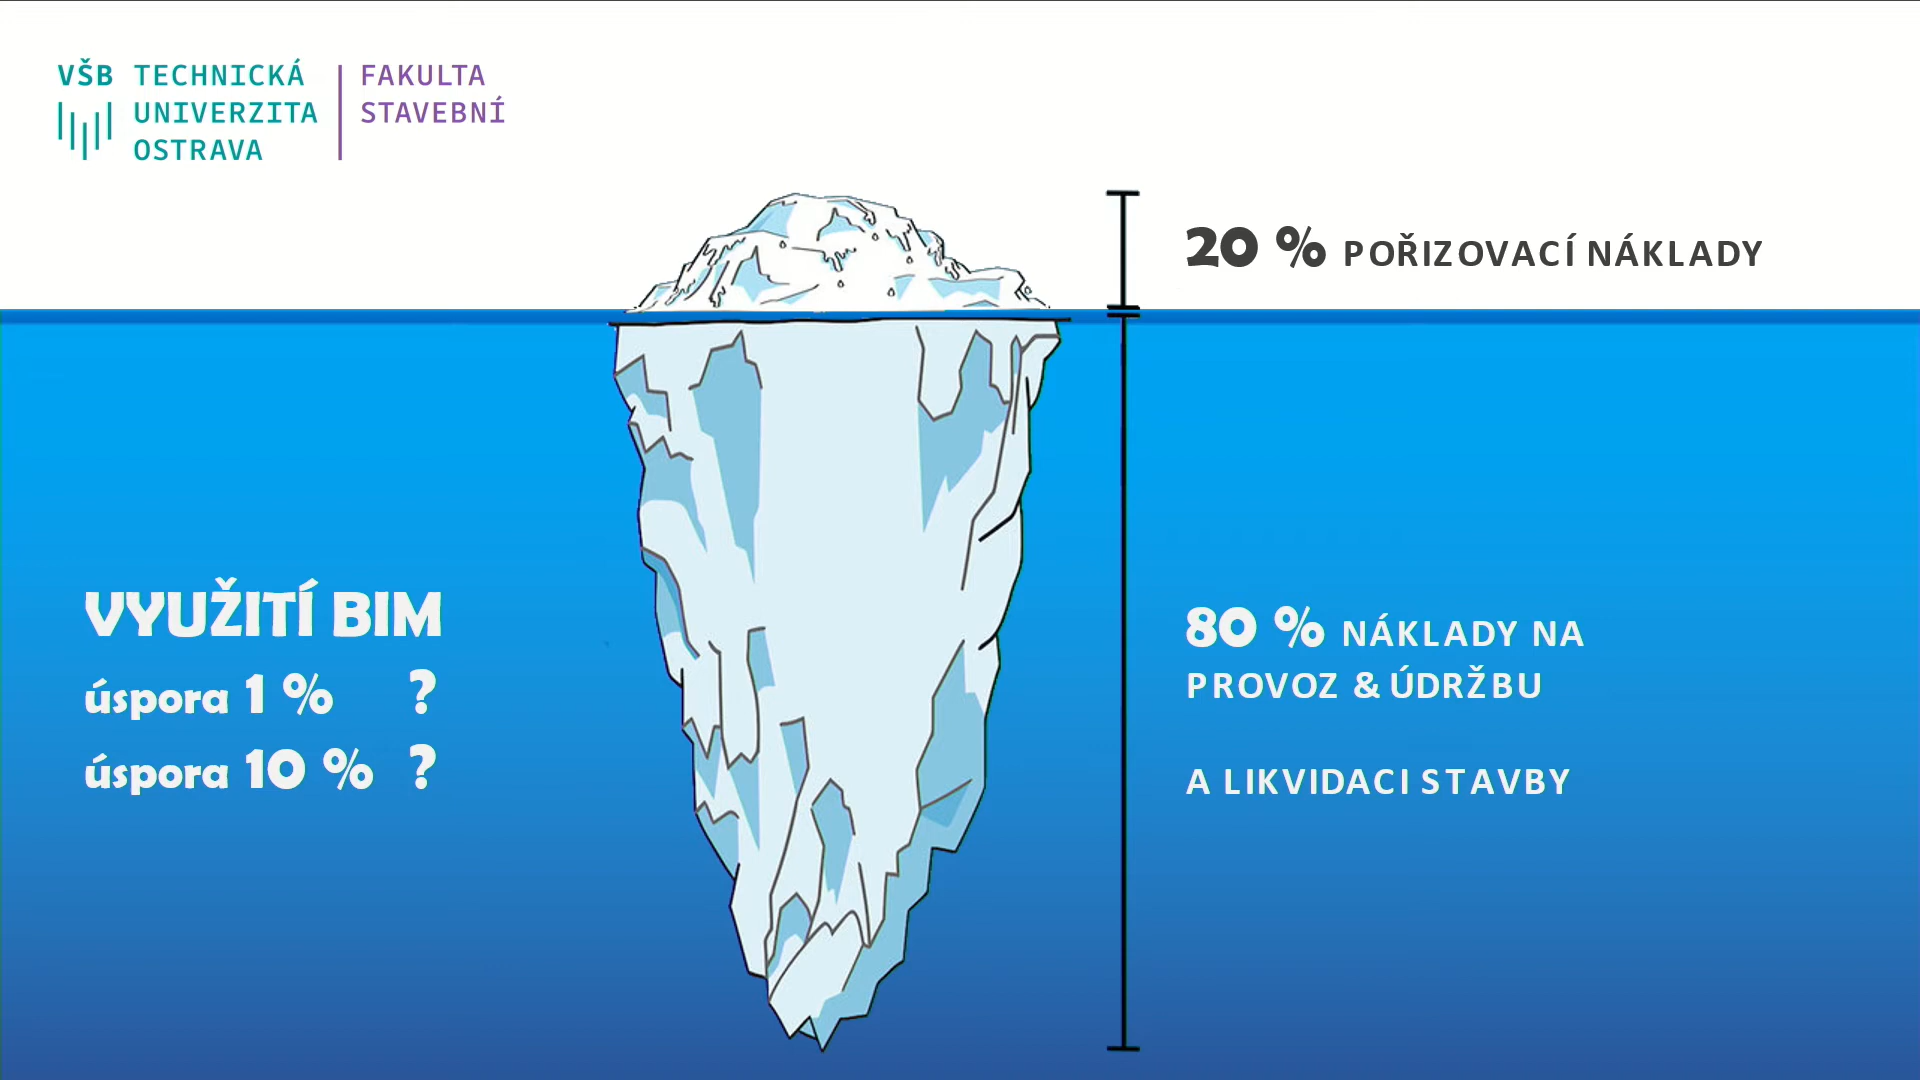 VŠB TECHNICKÁ
UNIVERZITA
OSTRAVA
FAKULTA
STAVEBNÍ
20 % POŘIZOVACÍ NÁKLADY
VYUŽITÍ BIM
úspora 1 % ?
úspora 10 % ?
80 % NÁKLADY NA
PROVOZ & ÚDRŽBU
A LIKVIDACI STAVBY